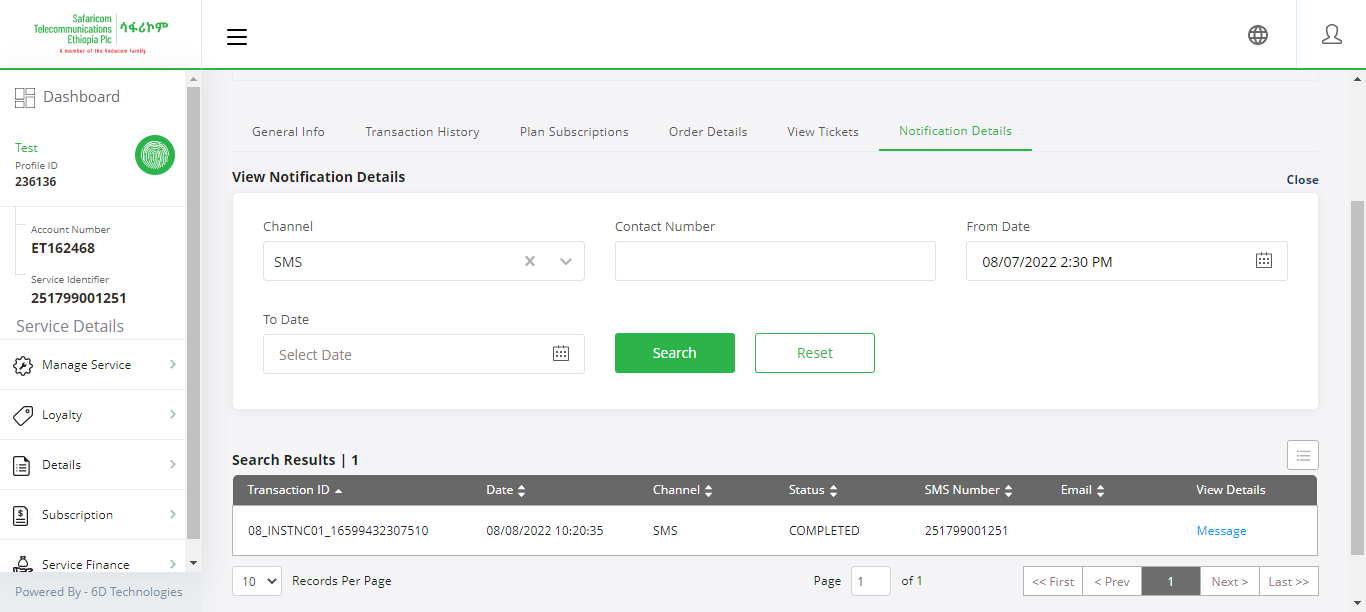 Safaricom
Telecommunications
Ethiopia Plc
ሳፋሪኮም
A member of the Vodacom family
Dashboard
Test
Profile ID
236136
Account Number
ET162468
Service Identifier
251799001251
Service Details
Manage Service
Loyalty
Details
Subscription
Service Finance
Powered By - 6D Technologies
General Info Transaction History Plan Subscriptions Order Details View Tickets Notification Details
View Notification Details Close
Channel Contact Number From Date
SMS 08/07/2022 2:30 PM
To Date
Select Date Search Reset
Search Results | 1
Transaction ID Date Channel Status SMS Number Email View Details
08_INSTNC01_16599432307510 08/08/2022 10:20:35 SMS COMPLETED 251799001251 Message
10 Records Per Page Page 1 of 1 << First < Prev 1 Next > Last >>